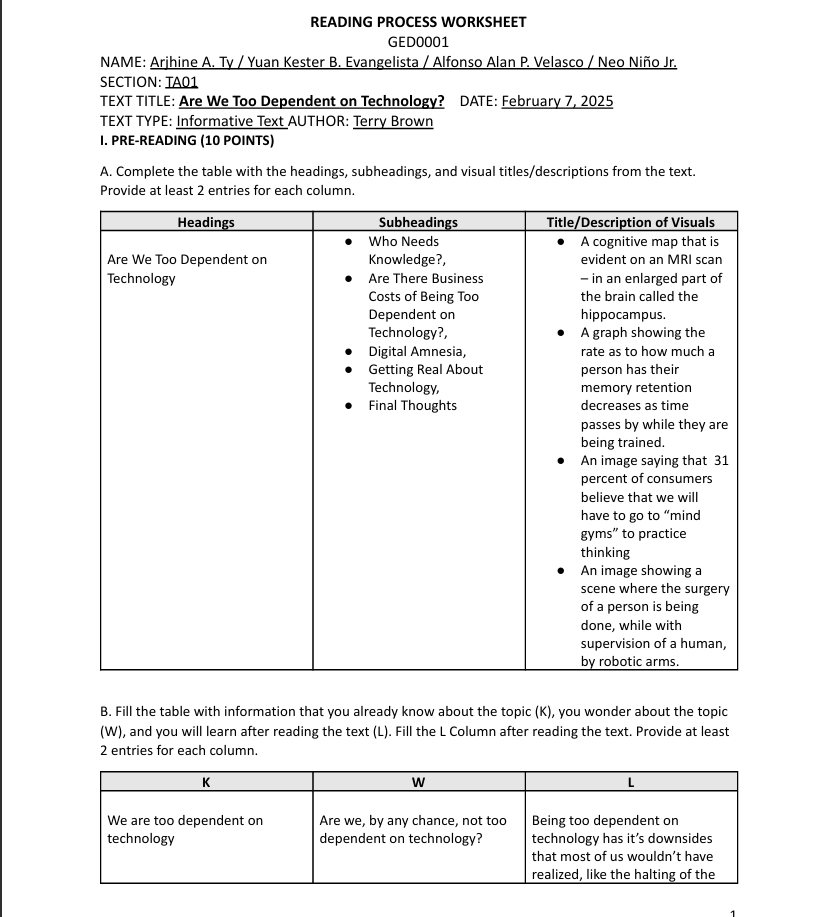 READING PROCESS WORKSHEET
GED0001
NAME: Arjhine A. Ty / Yuan Kester B. Evangelista / Alfonso Alan P. Velasco / Neo Niño Jr.
SECTION: TA01
TEXT TITLE: Are We Too Dependent on Technology? DATE: February 7, 2025
TEXT TYPE: Informative Text AUTHOR: Terry Brown
I. PRE-READING (10 POINTS)
A. Complete the table with the headings, subheadings, and visual titles/descriptions from the text.
Provide at least 2 entries for each column.
Headings
Are We Too Dependent on
Technology
Subheadings
● Who Needs
Knowledge?,
● Are There Business
Costs of Being Too
Dependent on
Technology?,
● Digital Amnesia,
● Getting Real About
Technology,
● Final Thoughts
Title/Description of Visuals
● A cognitive map that is
evident on an MRI scan
– in an enlarged part of
the brain called the
hippocampus.
● A graph showing the
rate as to how much a
person has their
memory retention
decreases as time
passes by while they are
being trained.
● An image saying that 31
percent of consumers
believe that we will
have to go to “mind
gyms” to practice
thinking
● An image showing a
scene where the surgery
of a person is being
done, while with
supervision of a human,
by robotic arms.
B. Fill the table with information that you already know about the topic (K), you wonder about the topic
(W), and you will learn after reading the text (L). Fill the L Column after reading the text. Provide at least
2 entries for each column.
K
We are too dependent on
technology
W
Are we, by any chance, not too
dependent on technology?
L
Being too dependent on
technology has it’s downsides
that most of us wouldn’t have
realized, like the halting of the
1